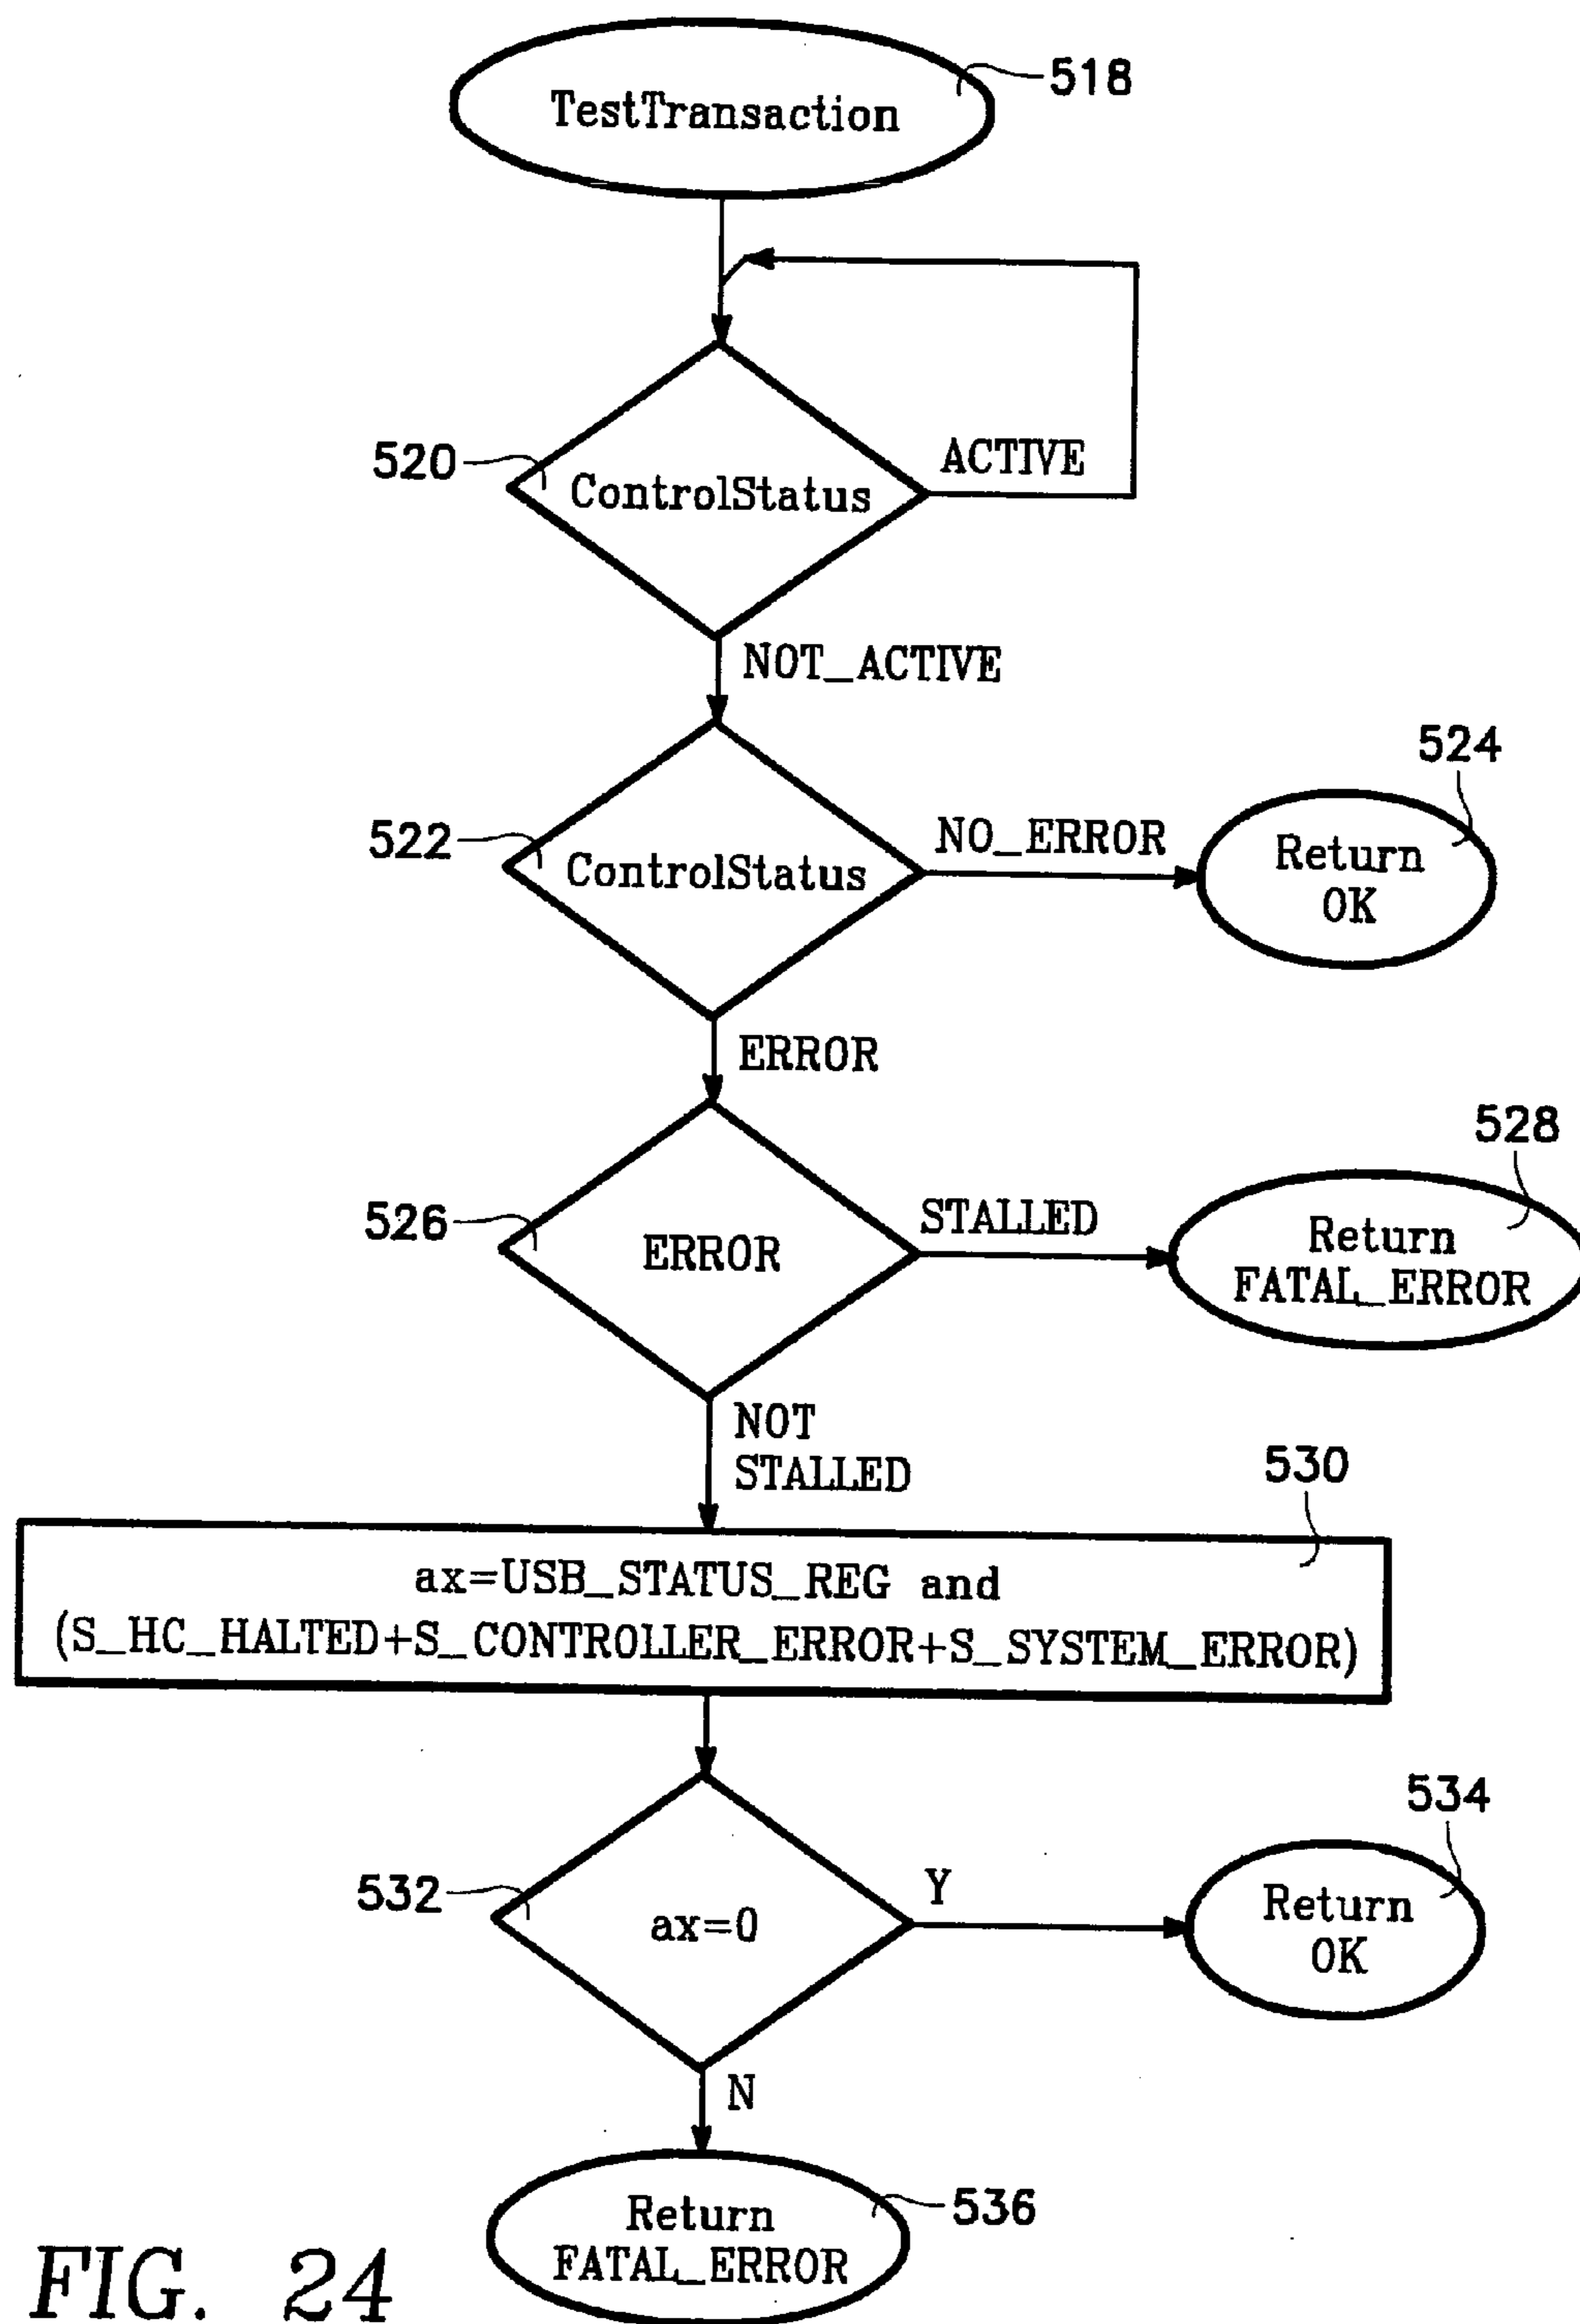 TestTransaction
518
520
ControlStatus
ACTIVE
NOT_ACTIVE
522
ControlStatus
NO_ERROR
524
Return
OK
ERROR
526
ERROR
STALLED
528
Return
FATAL_ERROR
NOT
STALLED
530
ax=USB_STATUS_REG and
(S_HC_HALTED+S_CONTROLLER_ERROR+S_SYSTEM_ERROR)
532
ax=0
Y
534
Return
OK
N
Return
FATAL_ERROR
536
FIG. 24